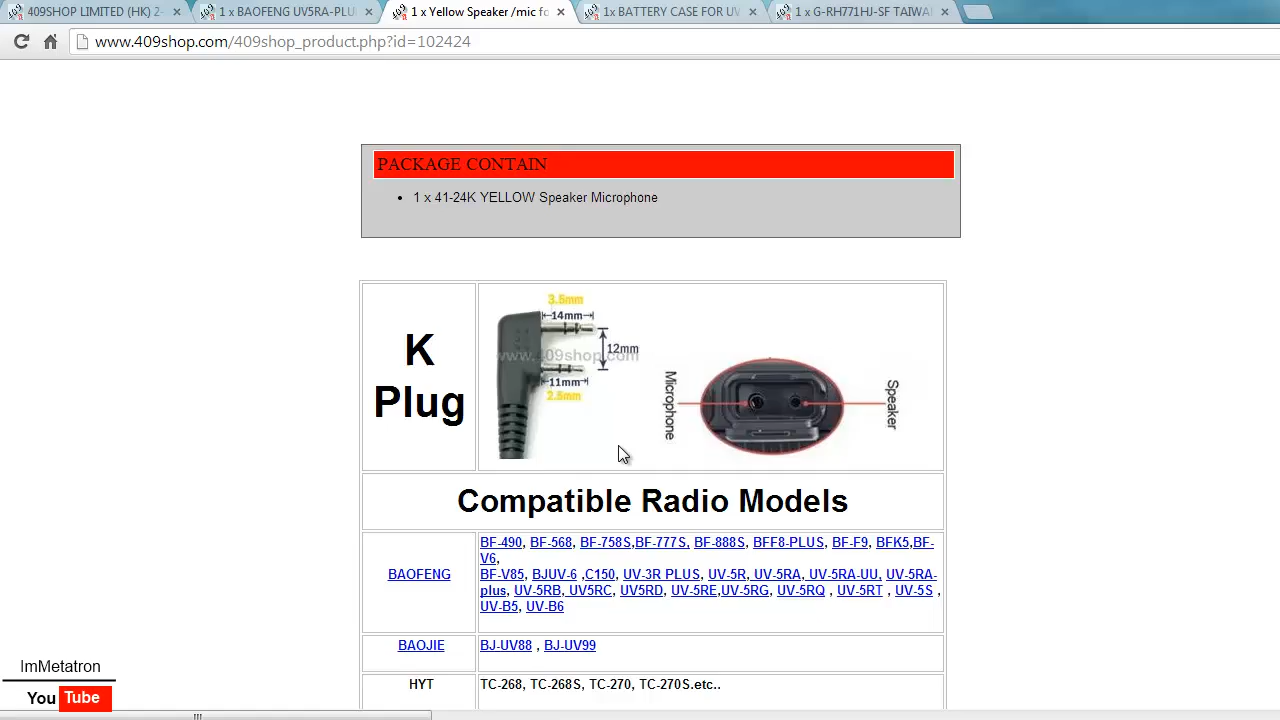 409SHOP LIMITED (HK) 2-
1 x BAOFENG UV5RA-PLU
1 x Yellow Speaker /mic fo
1x BATTERY CASE FOR UV
1 x G-RH771HJ-SF TAIWA
www.409shop.com/409shop_product.php?id=102424
PACKAGE CONTAIN
• 1 x 41-24K YELLOW Speaker Microphone
K
Plug
3.5mm
14mm
12mm
www.409shop.com
11mm
2.5mm
Microphone
Speaker
Compatible Radio Models
BAOFENG
BF-490, BF-568, BF-758S,BF-777S, BF-888S, BFF8-PLUS, BF-F9, BFK5,BF-
V6,
BF-V85, BJUV-6 ,C150, UV-3R PLUS, UV-5R, UV-5RA, UV-5RA-UU, UV-5RA-
plus, UV-5RB, UV5RC, UV5RD, UV-5RE,UV-5RG, UV-5RQ , UV-5RT , UV-5S ,
UV-B5, UV-B6
BAOJIE
BJ-UV88 , BJ-UV99
HYT
TC-268, TC-268S, TC-270, TC-270S.etc..
ImMetatron
You Tube